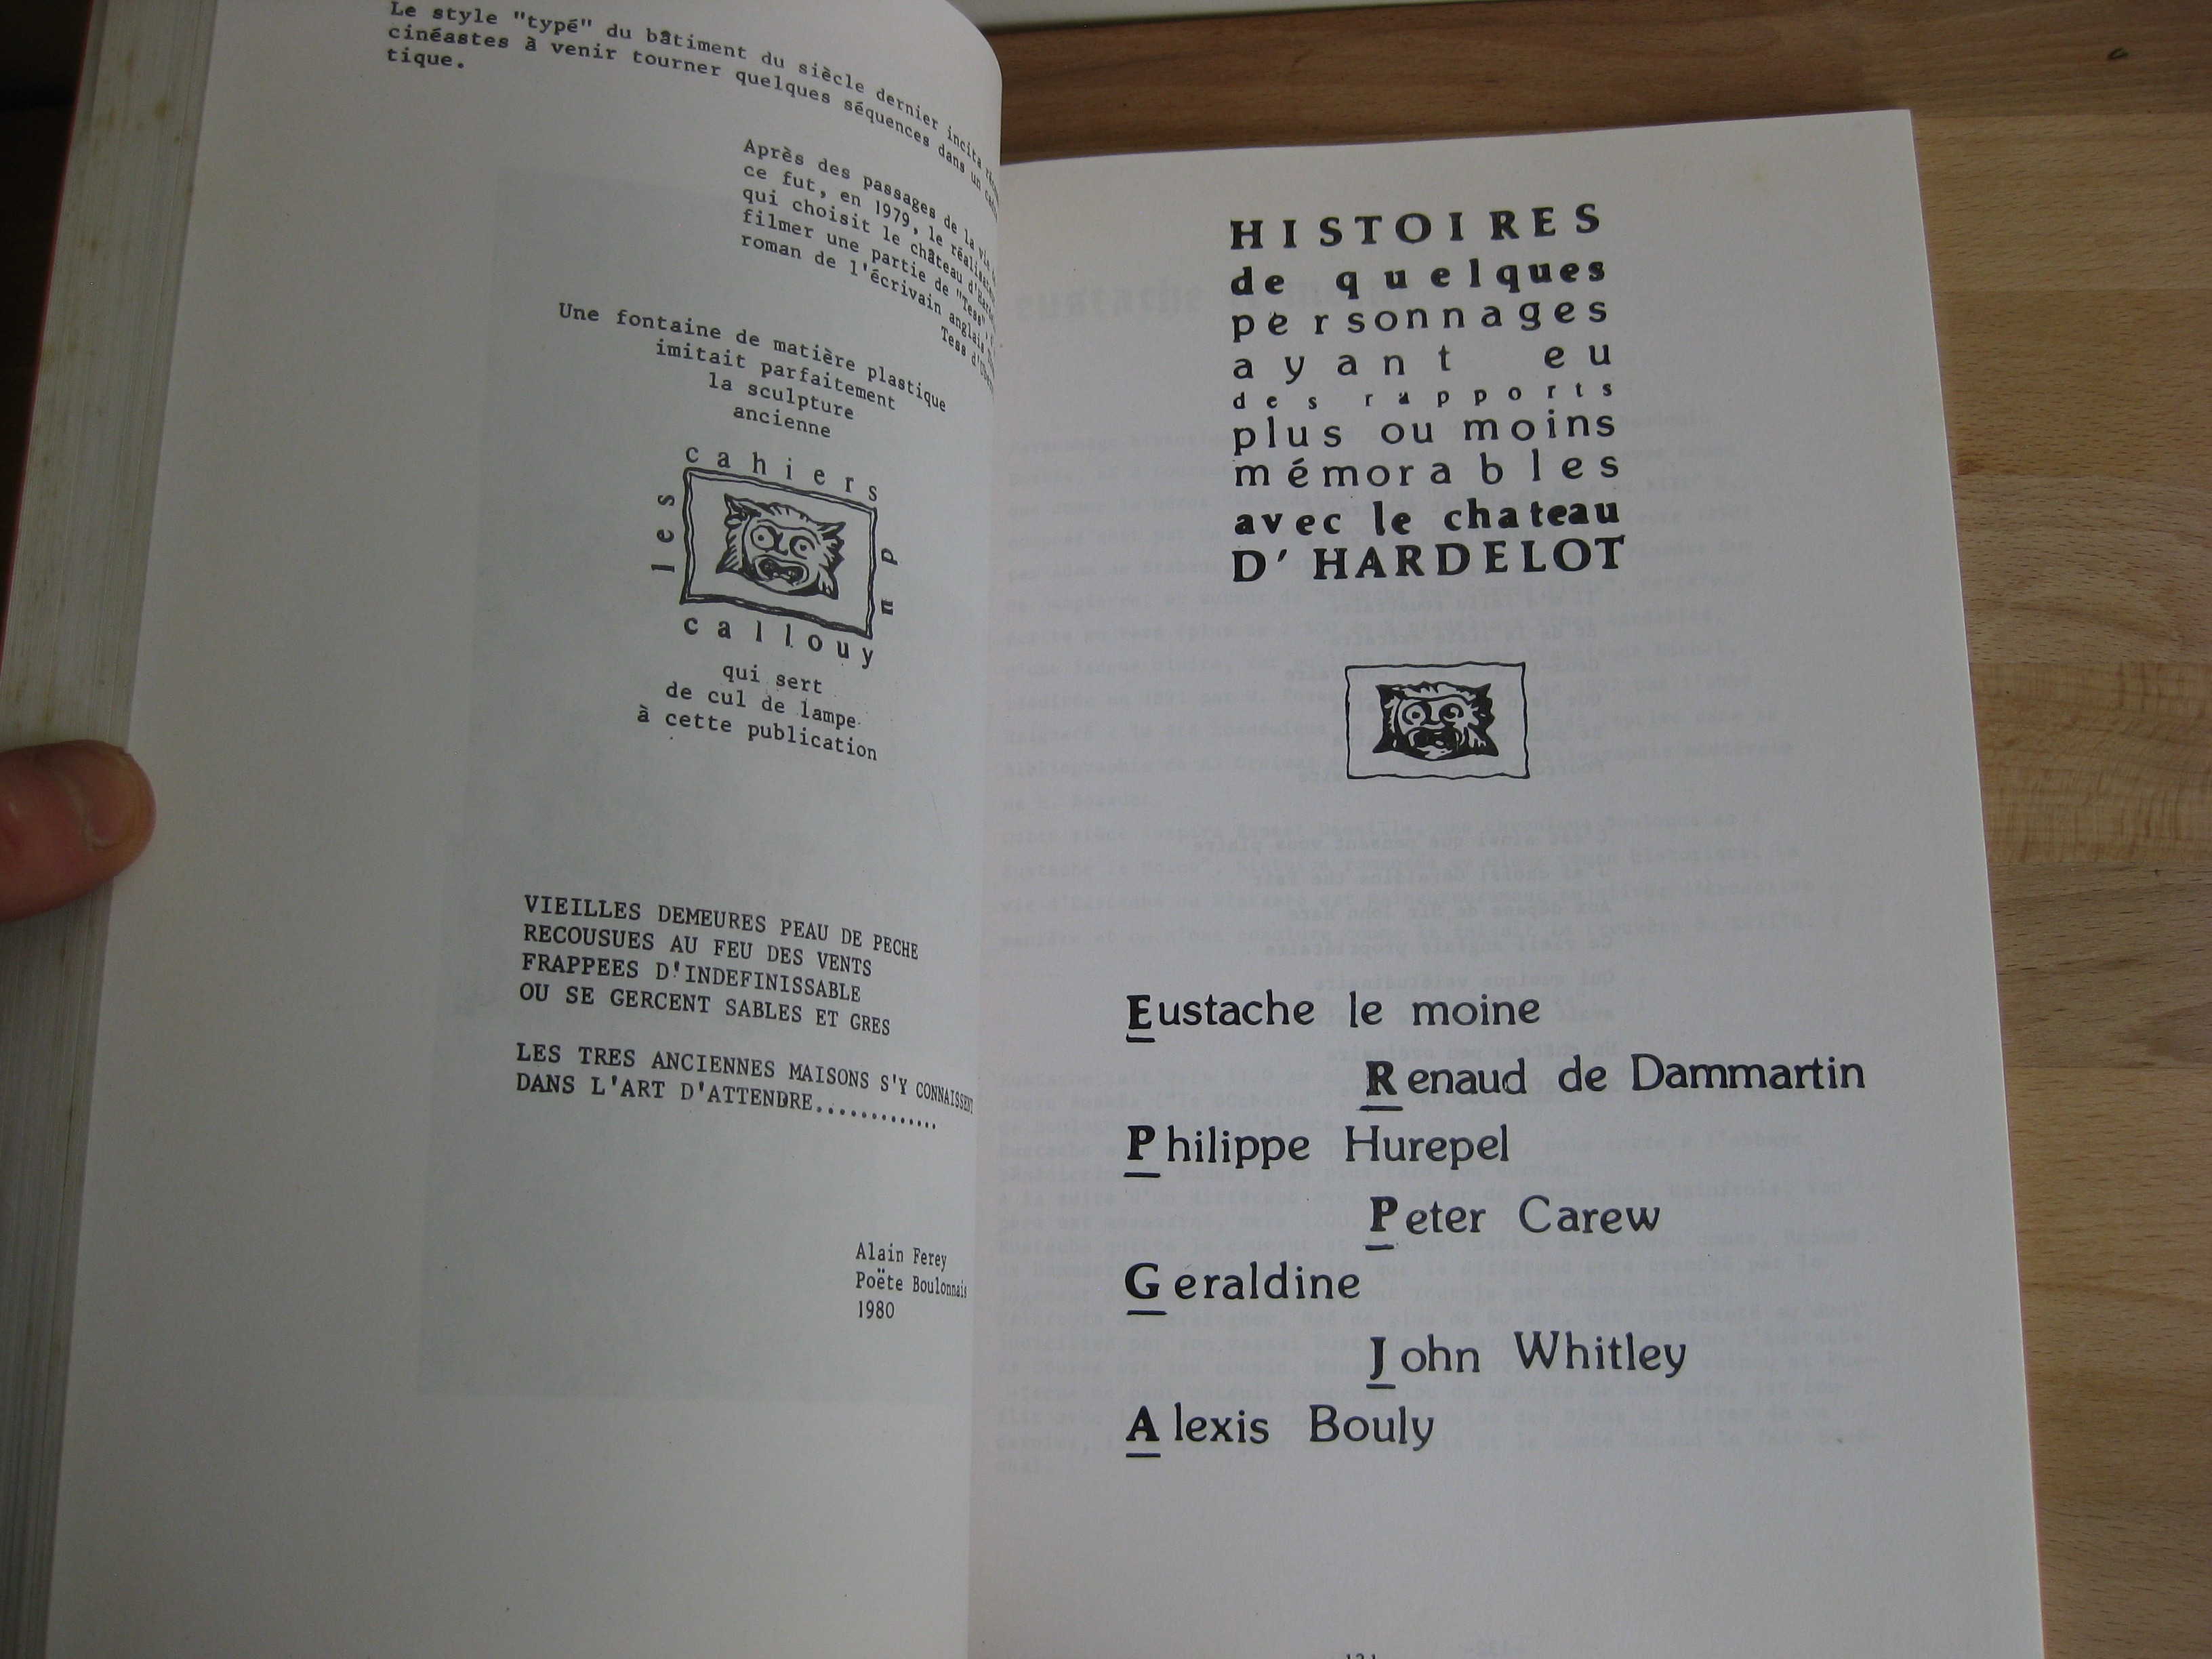 Le style "typé" du bâtiment du siècle dernier incita
cinéastes à venir tourner quelques séquences dans un
tique.
Après des passages de la vie
ce fut, en 1979, le
qui choisit le château
filmer une partie de "Tess"
roman de l'écrivain anglais
Tess
Une fontaine de matière plastique
imitait parfaitement
la sculpture
ancienne
les cahiers
du
callouy
qui sert
de cul de lampe
à cette publication
VIEILLES DEMEURES PEAU DE PECHE
RECOUSUES AU FEU DES VENTS
FRAPPEES D'INDEFINISSABLE
OU SE GERCENT SABLES ET GRES
LES TRES ANCIENNES MAISONS S'Y CONNAISSENT
DANS L'ART D'ATTENDRE.............
Alain Ferey
Poëte Boulonnais
1980
HISTOIRES
de quelques
personnages
ayant eu
des rapports
plus ou moins
mémorables
avec le chateau
D'HARDELOT
Eustache le moine
Renaud de Dammartin
Philippe Hurepel
Peter Carew
Geraldine
John Whitley
Alexis Bouly